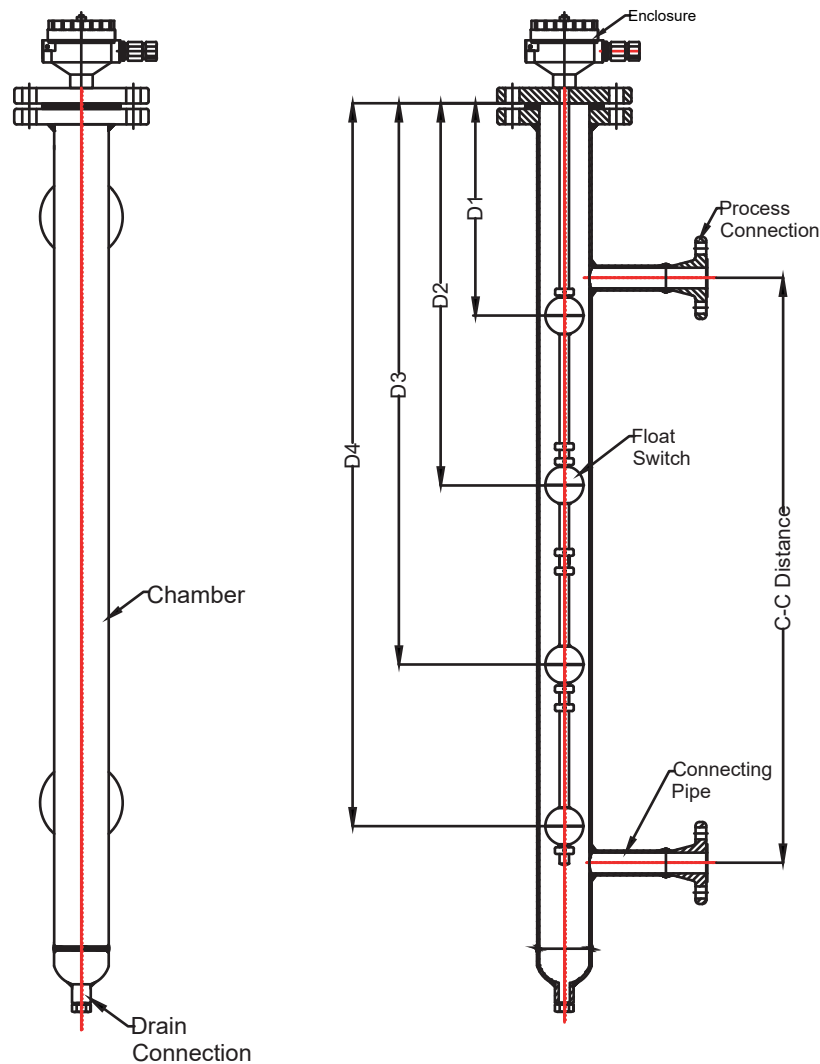 Enclosure
Process
Connection
D1
D2
D3
D4
Float
Switch
C-C Distance
Chamber
Connecting
Pipe
Drain
Connection